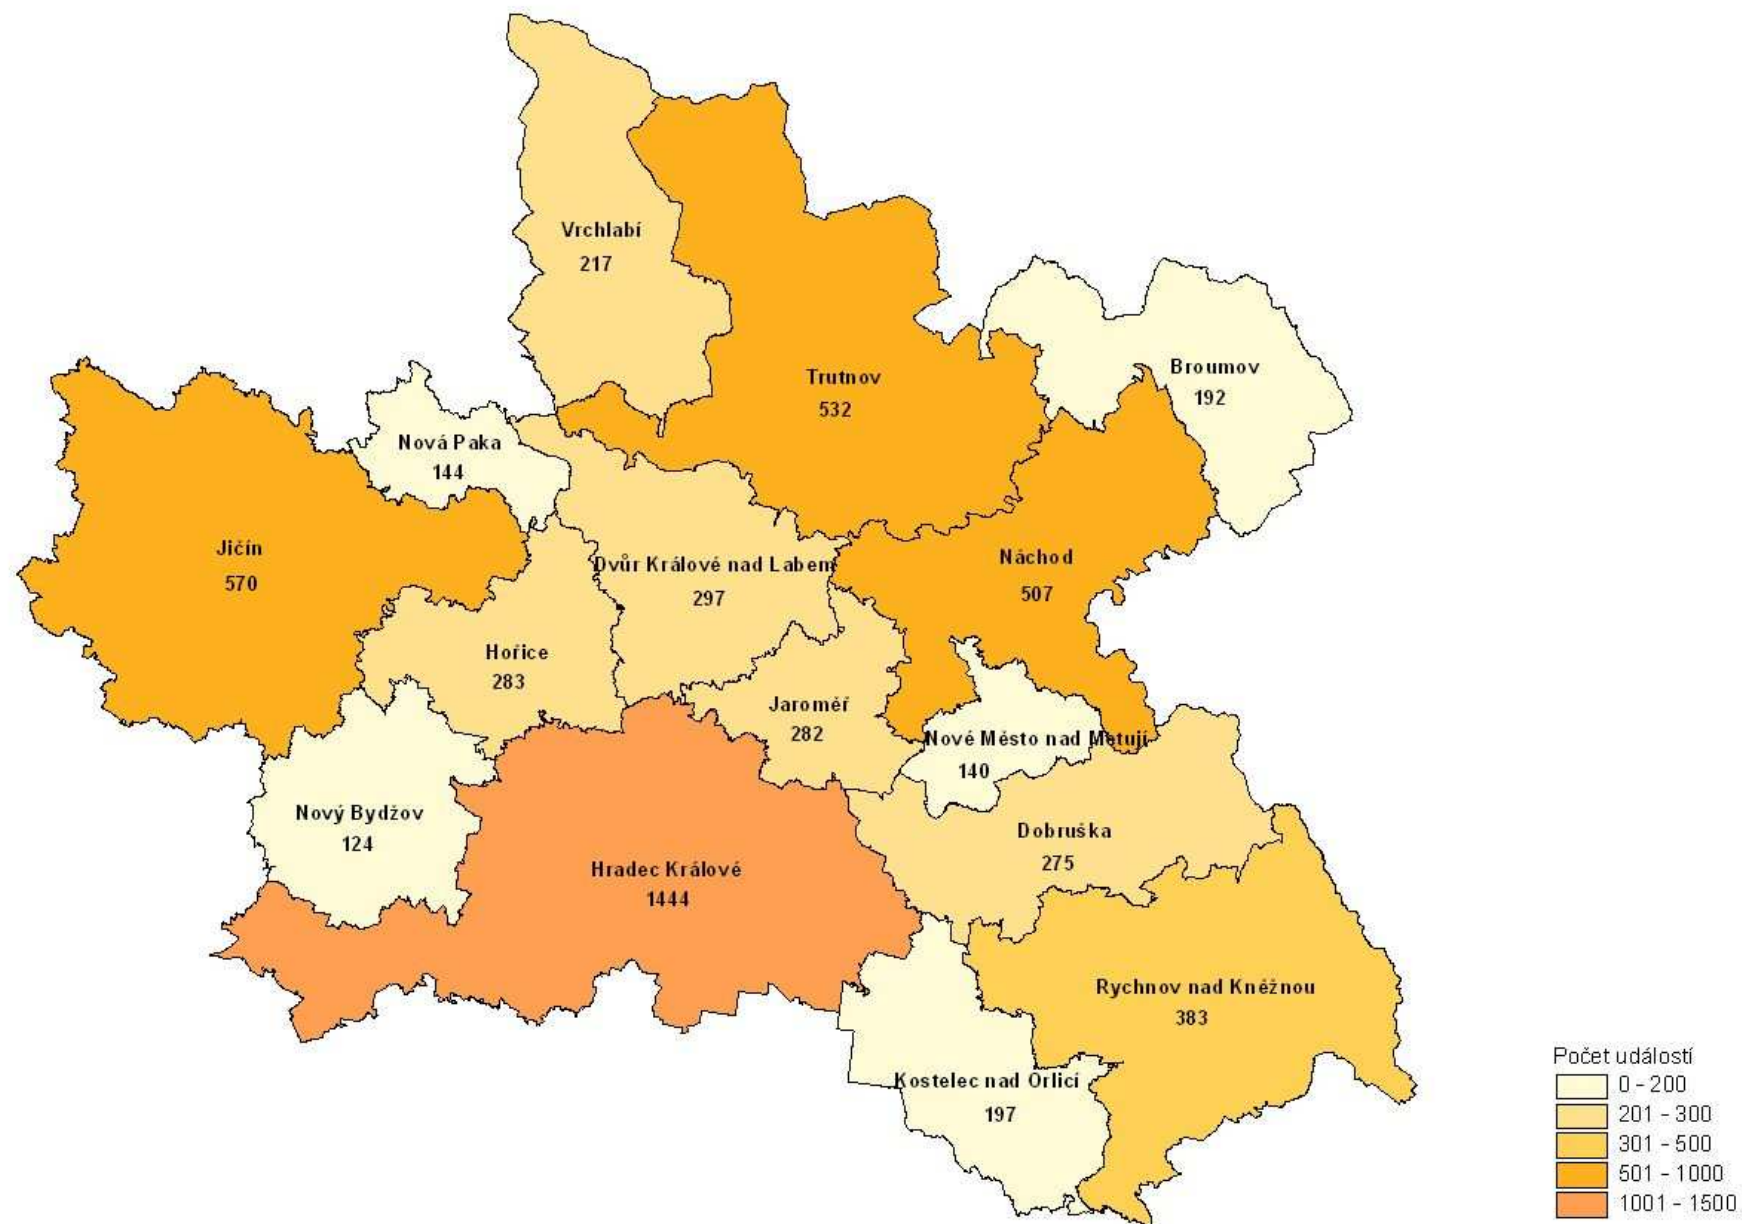 Vrchlabí
217
Trutnov
532
Broumov
192
Nová Paka
144
Jičín
570
Dvůr Králové nad Labem
297
Náchod
507
Hořice
283
Jaroměř
282
Nové Město nad Metují
140
Nový Bydžov
124
Dobruška
275
Hradec Králové
1444
Rychnov nad Kněžnou
383
Kostelec nad Orlicí
197
Počet událostí
0 - 200
201 - 300
301 - 500
501 - 1000
1001 - 1500